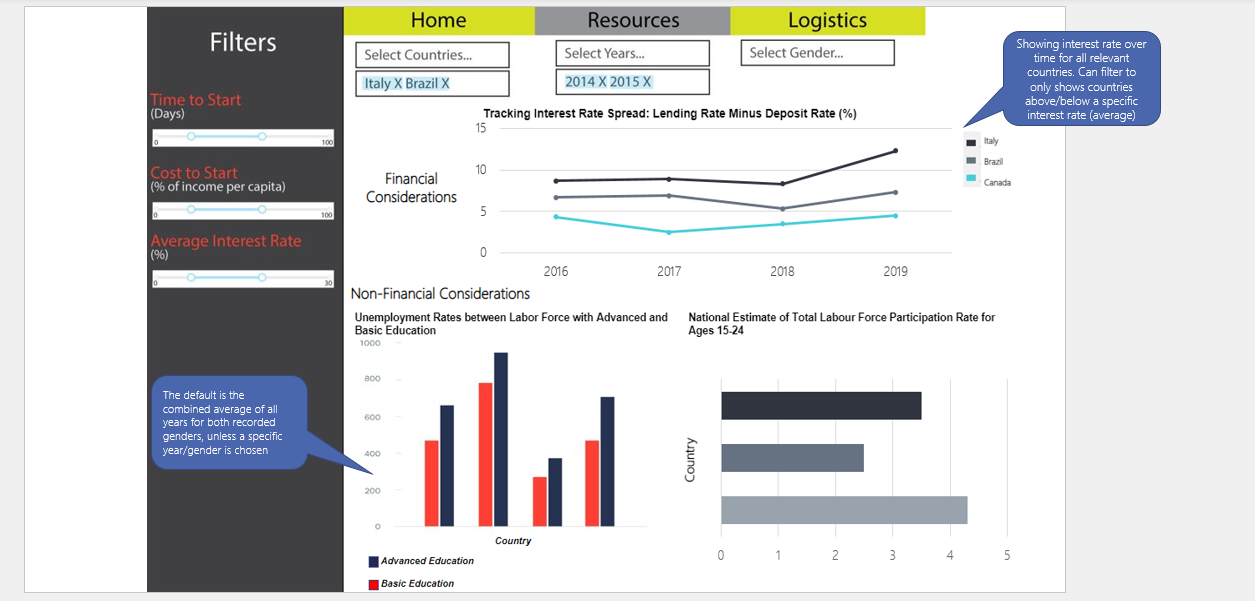 Home
Resources
Logistics
Filters
Select Countries...
Select Years...
Select Gender...
Italy X Brazil X
2014 X 2015 X
Showing interest rate over
time for all relevant
countries. Can filter to
only shows countries
above/below a specific
interest rate (average)
Time to Start
(Days)
0
100
Cost to Start
(% of income per capita)
0
100
Average Interest Rate
(%)
0
30
Tracking Interest Rate Spread: Lending Rate Minus Deposit Rate (%)
Financial
Considerations
15
10
5
0
2016
2017
2018
2019
Italy
Brazil
Canada
Non-Financial Considerations
Unemployment Rates between Labor Force with Advanced and
Basic Education
1000
800
600
400
200
0
Country
Advanced Education
Basic Education
The default is the
combined average of all
years for both recorded
genders, unless a specific
year/gender is chosen
National Estimate of Total Labour Force Participation Rate for
Ages 15-24
Country
0
1
2
3
4
5